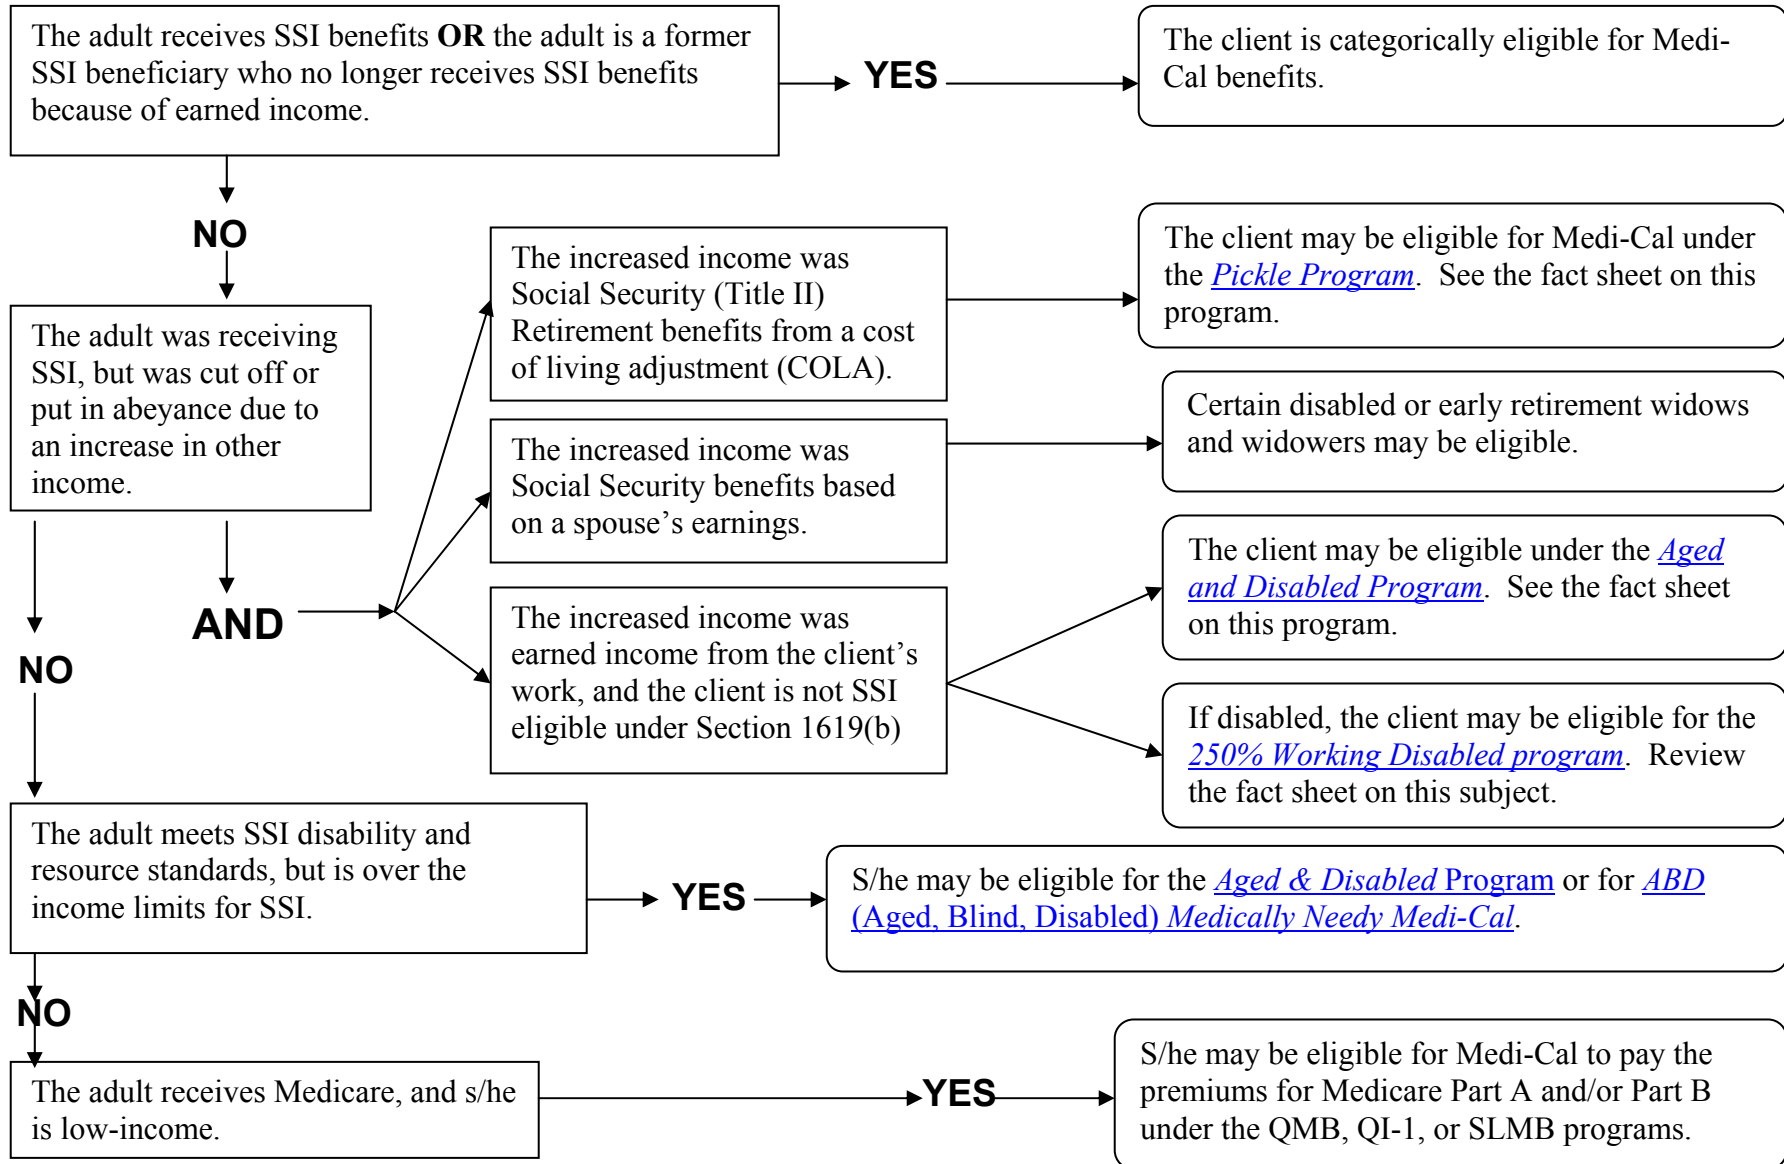 The adult receives SSI benefits OR the adult is a former
SSI beneficiary who no longer receives SSI benefits
because of earned income.
YES
The client is categorically eligible for Medi-
Cal benefits.
NO
The adult was receiving
SSI, but was cut off or
put in abeyance due to
an increase in other
income.
AND
The increased income was
Social Security (Title II)
Retirement benefits from a cost
of living adjustment (COLA).
The client may be eligible for Medi-Cal under
the Pickle Program.  See the fact sheet on this
program.
The increased income was
Social Security benefits based
on a spouse’s earnings.
Certain disabled or early retirement widows
and widowers may be eligible.
The increased income was
earned income from the client’s
work, and the client is not SSI
eligible under Section 1619(b)
The client may be eligible under the Aged
and Disabled Program.  See the fact sheet
on this program.
If disabled, the client may be eligible for the
250% Working Disabled program.  Review
the fact sheet on this subject.
NO
The adult meets SSI disability and
resource standards, but is over the
income limits for SSI.
YES
S/he may be eligible for the Aged & Disabled Program or for ABD
(Aged, Blind, Disabled) Medically Needy Medi-Cal.
NO
The adult receives Medicare, and s/he
is low-income.
YES
S/he may be eligible for Medi-Cal to pay the
premiums for Medicare Part A and/or Part B
under the QMB, QI-1, or SLMB programs.